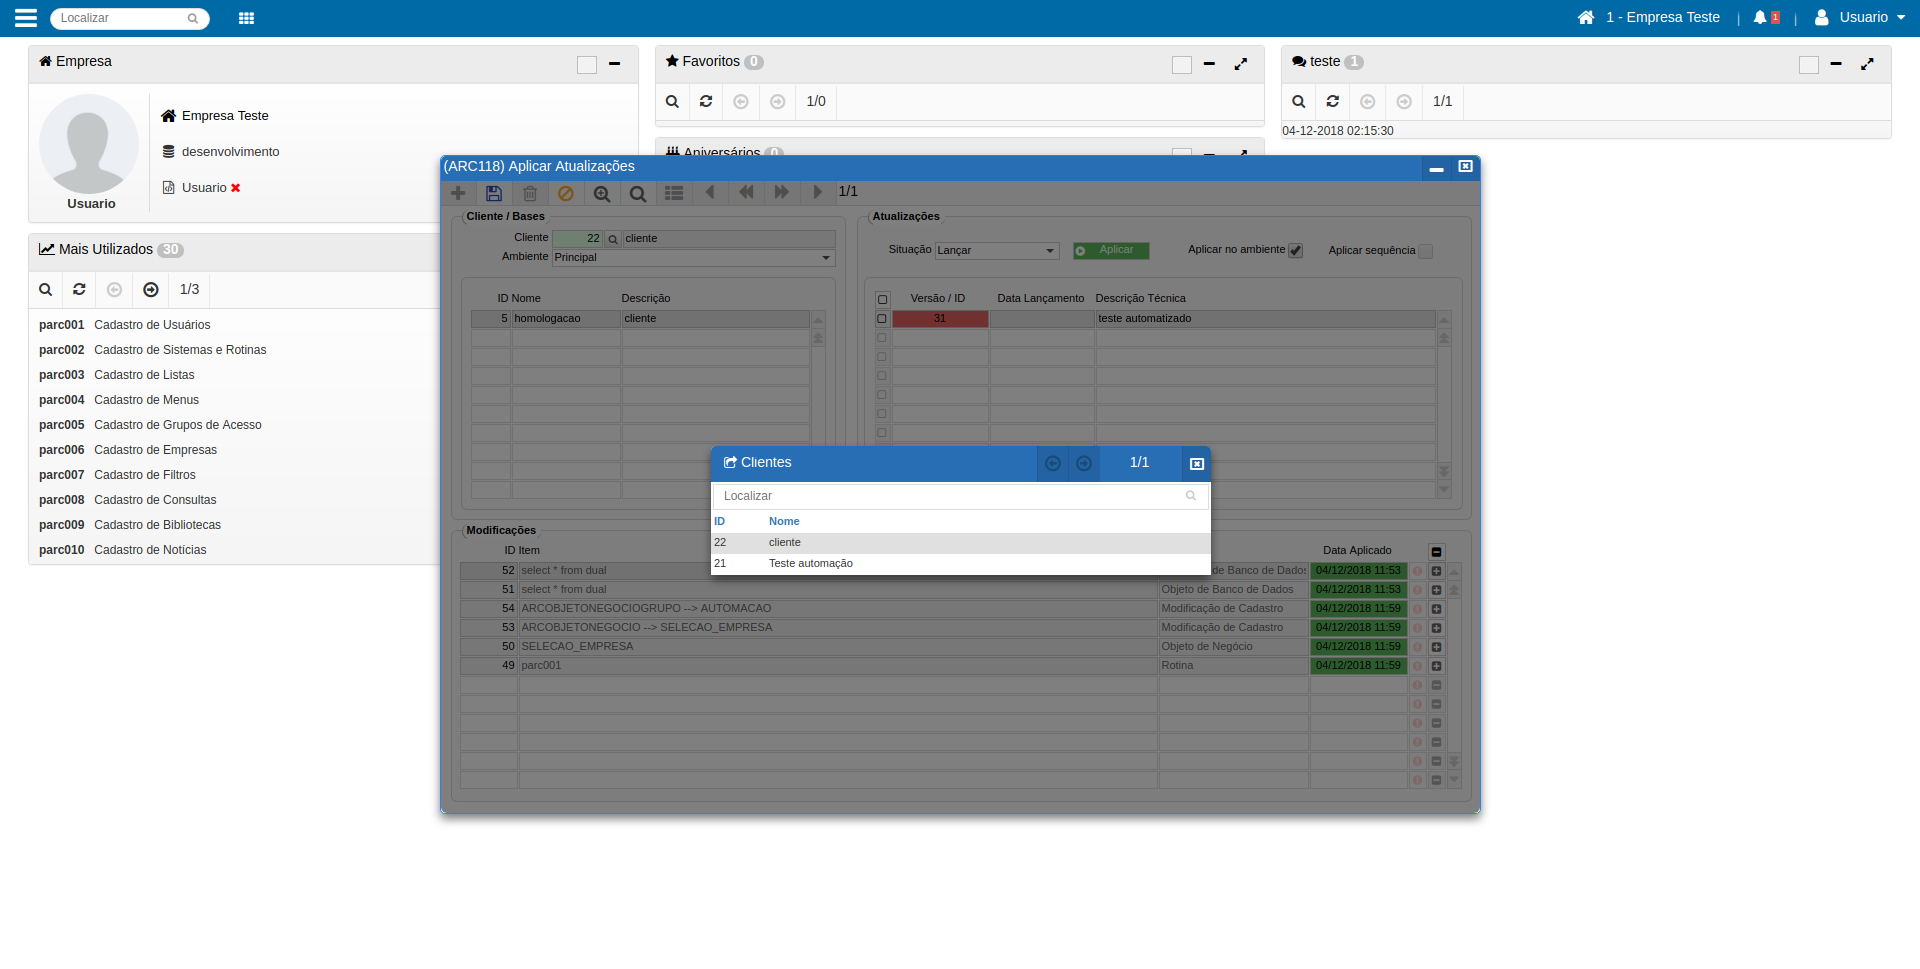 Localizar
1 - Empresa Teste
1
Usuario
Empresa
Empresa Teste
desenvolvimento
Usuario
Usuario
Favoritos 0
1/0
Aniversários 0
teste 1
1/1
04-12-2018 02:15:30
Mais Utilizados 30
1/3
parc001 Cadastro de Usuários
parc002 Cadastro de Sistemas e Rotinas
parc003 Cadastro de Listas
parc004 Cadastro de Menus
parc005 Cadastro de Grupos de Acesso
parc006 Cadastro de Empresas
parc007 Cadastro de Filtros
parc008 Cadastro de Consultas
parc009 Cadastro de Bibliotecas
parc010 Cadastro de Notícias
(ARC118) Aplicar Atualizações
1/1
Cliente / Bases
Cliente 22 cliente
Ambiente Principal
ID Nome Descrição
5 homologacao cliente
Atualizações
Situação Lançar Aplicar Aplicar no ambiente Aplicar sequência
Versão / ID Data Lançamento Descrição Técnica
31 teste automatizado
Clientes 1/1
Localizar
ID Nome
22 cliente
21 Teste automação
Modificações
ID Item Data Aplicado
52 select * from dual de Banco de Dados 04/12/2018 11:53
51 select * from dual Objeto de Banco de Dados 04/12/2018 11:53
54 ARCOBJETONEGOCIOGRUPO --> AUTOMACAO Modificação de Cadastro 04/12/2018 11:59
53 ARCOBJETONEGOCIO --> SELECAO_EMPRESA Modificação de Cadastro 04/12/2018 11:59
50 SELECAO_EMPRESA Objeto de Negócio 04/12/2018 11:59
49 parc001 Rotina 04/12/2018 11:59